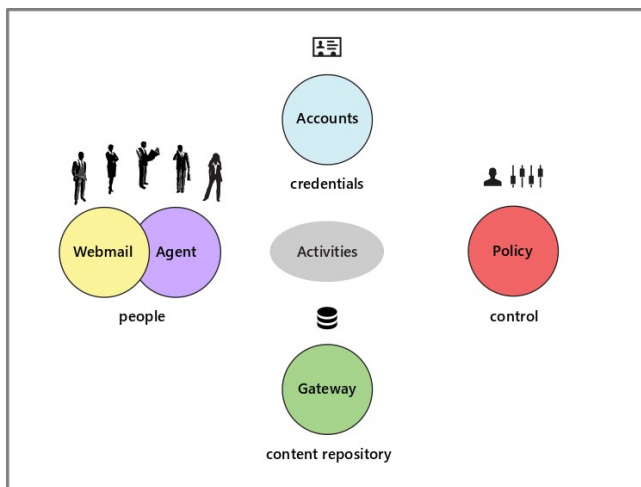 Accounts
credentials
Webmail
Agent
Activities
Policy
people
control
Gateway
content repository